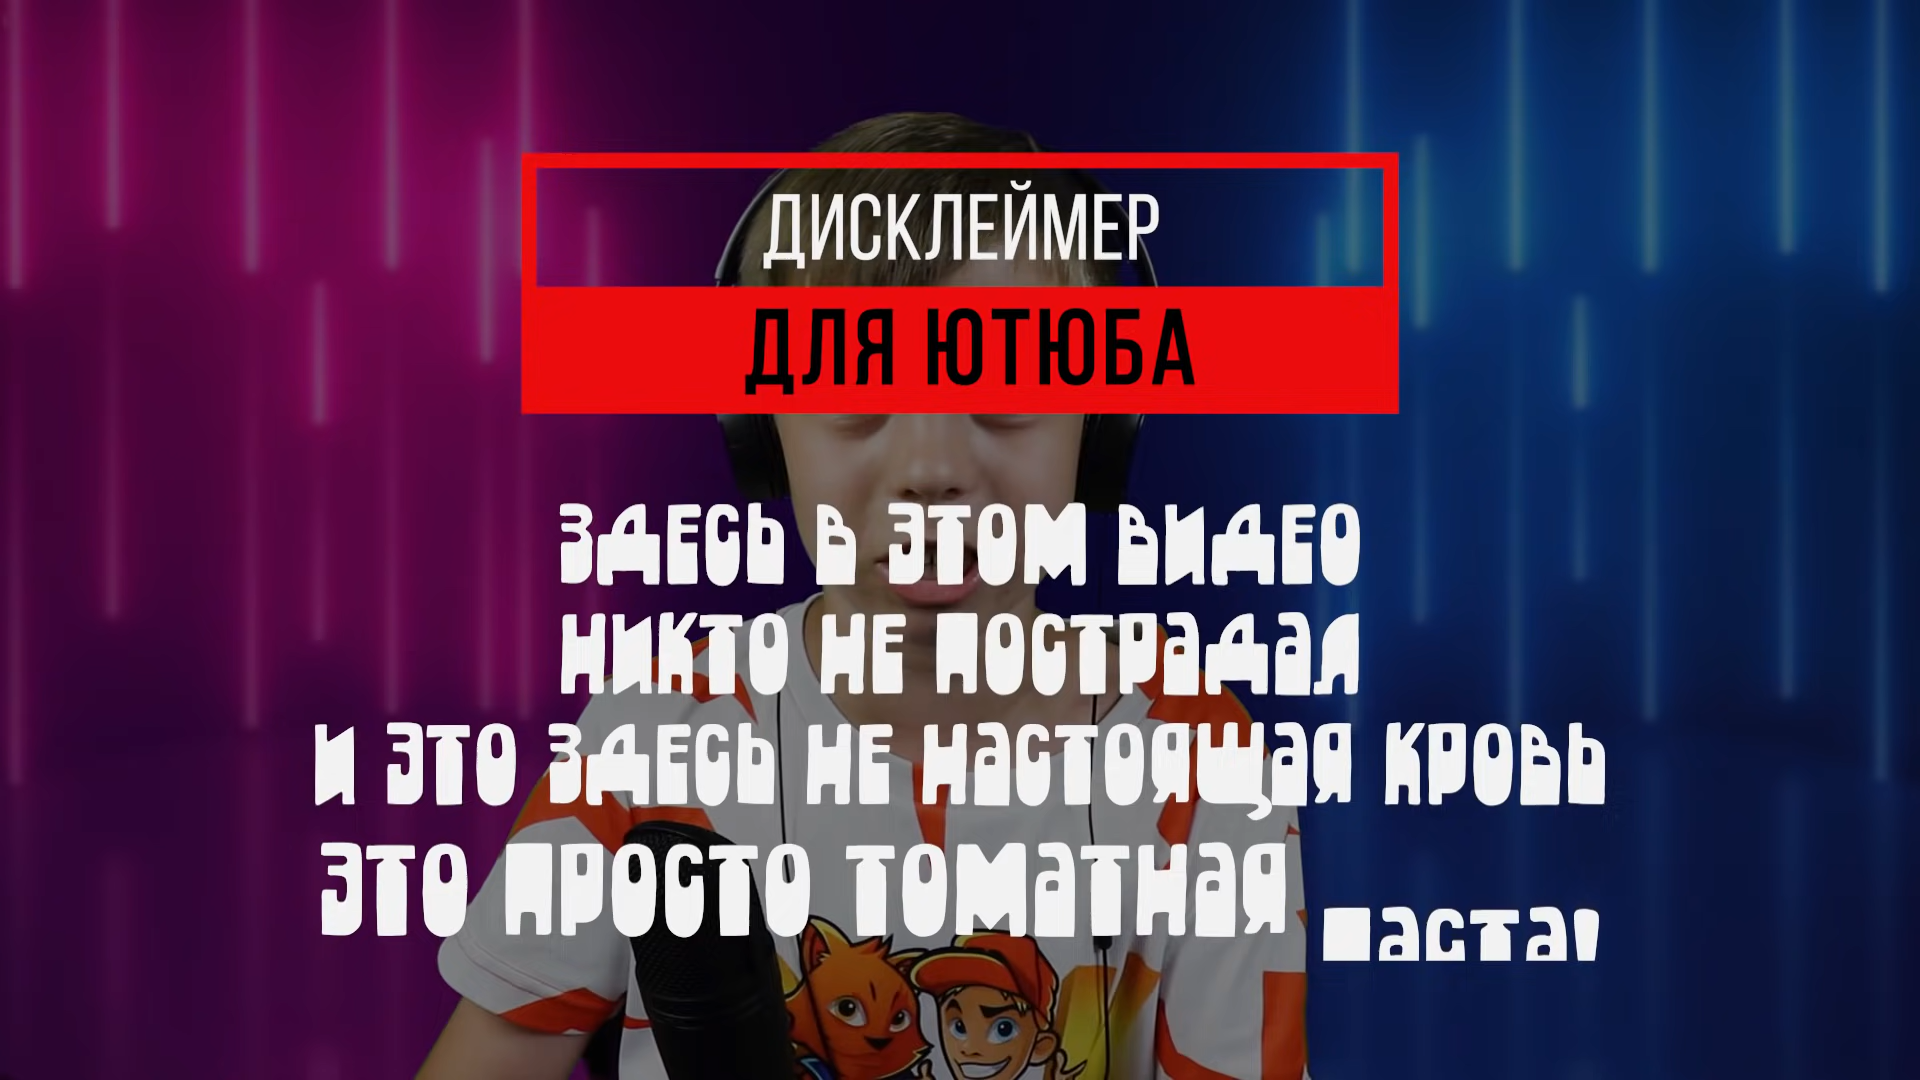 ДИСКЛЕЙМЕР
ДЛЯ ЮТЮБА
ЗДЕСЬ В ЭТОМ ВИДЕО
НИКТО НЕ ПОСТРАДАЛ
И ЭТО ЗДЕСЬ НЕ НАСТОЯЩАЯ КРОВЬ
ЭТО ПРОСТО ТОМАТНАЯ ПАСТА!